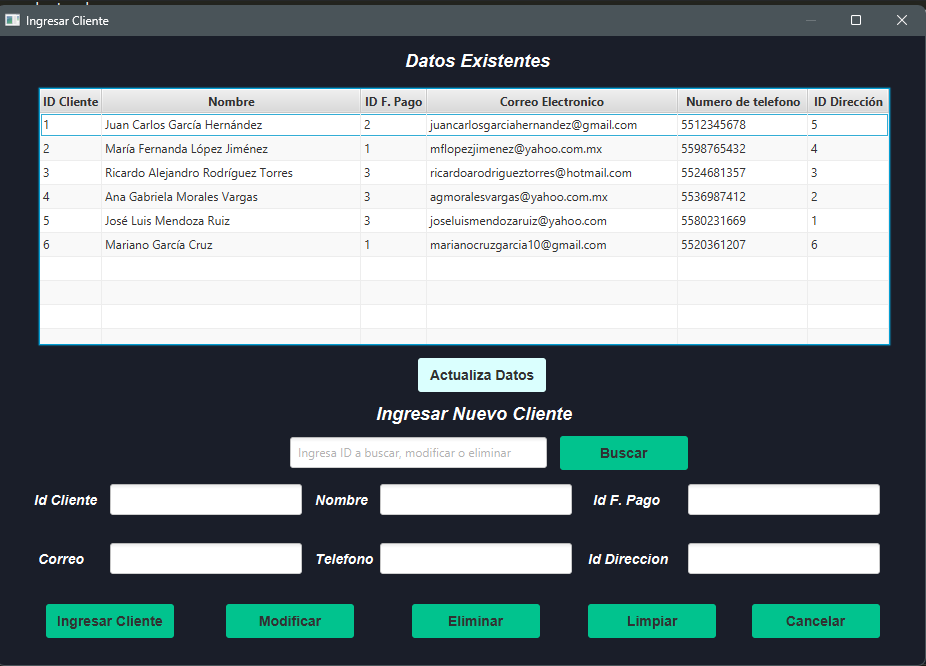 Ingresar Cliente
Datos Existentes
ID Cliente Nombre ID F. Pago Correo Electronico Numero de telefono ID Dirección
1 Juan Carlos García Hernández 2 juancarlosgarciahernandez@gmail.com 5512345678 5
2 María Fernanda López Jiménez 1 mflopezjimenez@yahoo.com.mx 5598765432 4
3 Ricardo Alejandro Rodríguez Torres 3 ricardoarodrigueztorres@hotmail.com 5524681357 3
4 Ana Gabriela Morales Vargas 3 agmoralesvargas@yahoo.com.mx 5536987412 2
5 José Luis Mendoza Ruiz 3 joseluismendozaruiz@yahoo.com 5580231669 1
6 Mariano García Cruz 1 marianocruzgarcia10@gmail.com 5520361207 6
Actualiza Datos
Ingresar Nuevo Cliente
Ingresa ID a buscar, modificar o eliminar Buscar
Id Cliente Nombre Id F. Pago
Correo Telefono Id Direccion
Ingresar Cliente Modificar Eliminar Limpiar Cancelar